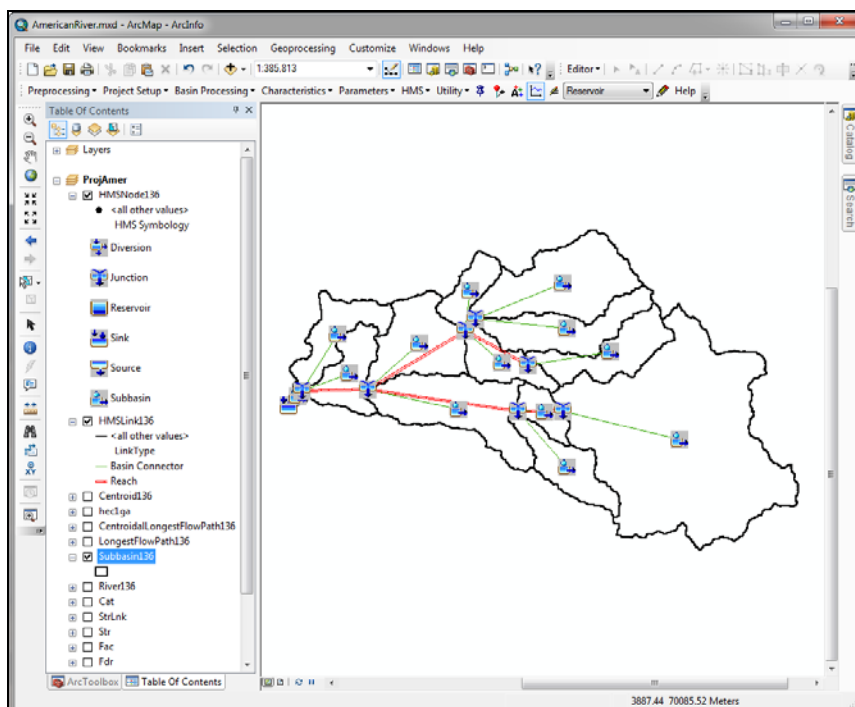 AmericanRiver.mxd - ArcMap - ArcInfo
File Edit View Bookmarks Insert Selection Geoprocessing Customize Windows Help
1:385,813 Editor
Preprocessing Project Setup Basin Processing Characteristics Parameters HMS Utility Reservoir Help
Table Of Contents
Layers
ProjAmer
HMSNode136
<all other values>
HMS Symbology
Diversion
Junction
Reservoir
Sink
Source
Subbasin
HMSLink136
<all other values>
LinkType
Basin Connector
Reach
Centroid136
hec1ga
CentroidalLongestFlowPath136
LongestFlowPath136
Subbasin136
River136
Cat
StrLnk
Str
Fac
Fdr
ArcToolbox Table Of Contents
Catalog
Search
XY
3887.44 70085.52 Meters